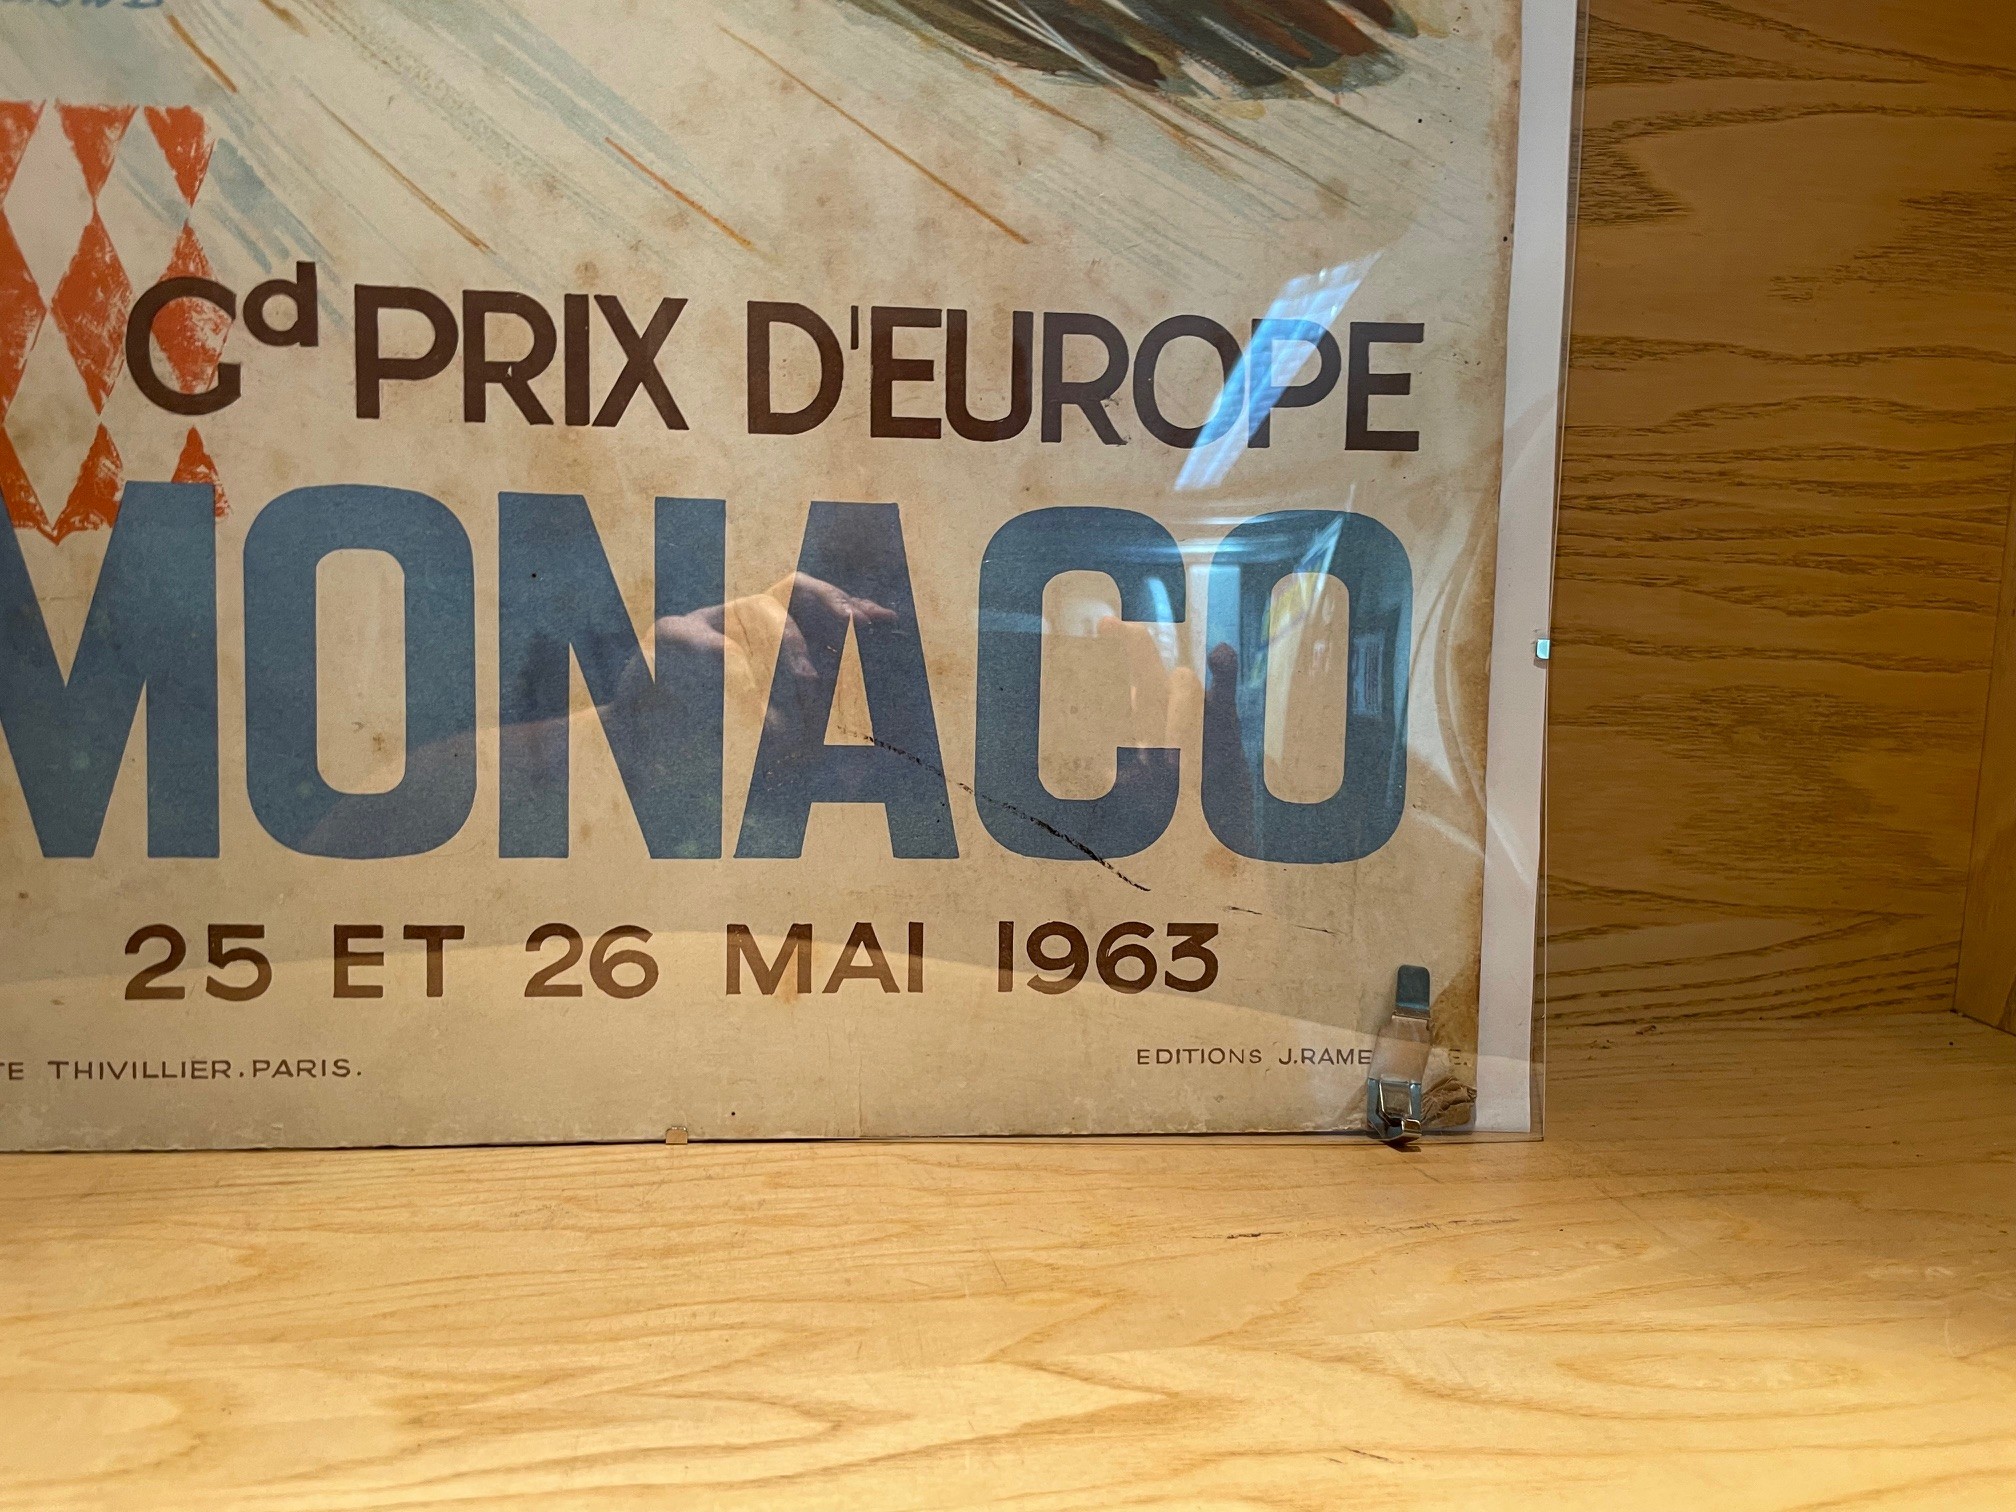 Gd PRIX D'EUROPE
MONACO
25 ET 26 MAI 1963
THIVILLIER. PARIS.
EDITIONS J.RAME